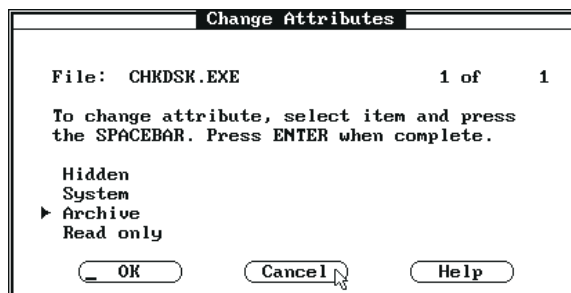 Change Attributes
File: CHKDSK.EXE 1 of 1
To change attribute, select item and press
the SPACEBAR. Press ENTER when complete.
Hidden
System
Archive
Read only
OK Cancel Help